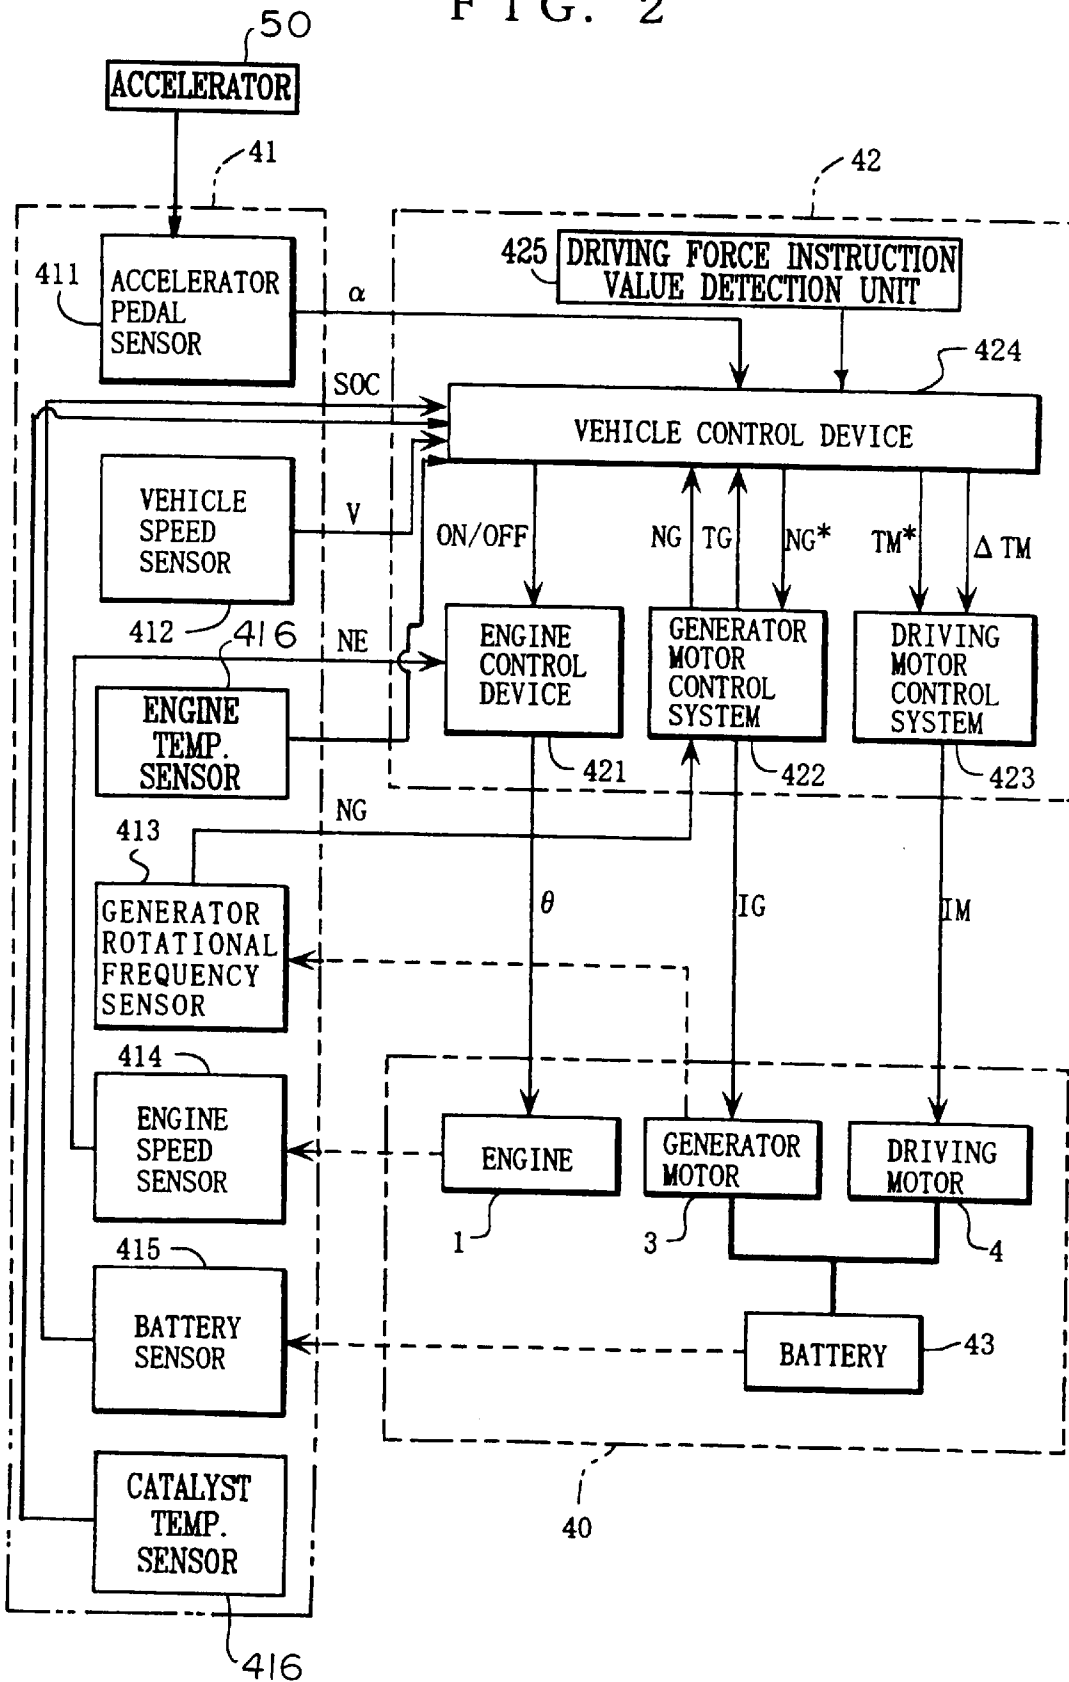 FIG. 2
50
ACCELERATOR
41
42
411
ACCELERATOR
PEDAL
SENSOR
α
425
DRIVING FORCE INSTRUCTION
VALUE DETECTION UNIT
424
SOC
VEHICLE CONTROL DEVICE
VEHICLE
SPEED
SENSOR
V
412
ON/OFF
NG
TG
NG*
TM*
Δ TM
416
NE
ENGINE
CONTROL
DEVICE
GENERATOR
MOTOR
CONTROL
SYSTEM
DRIVING
MOTOR
CONTROL
SYSTEM
ENGINE
TEMP.
SENSOR
421
422
423
NG
413
GENERATOR
ROTATIONAL
FREQUENCY
SENSOR
θ
IG
IM
414
ENGINE
SPEED
SENSOR
ENGINE
GENERATOR
MOTOR
DRIVING
MOTOR
1
3
4
415
BATTERY
SENSOR
BATTERY
43
CATALYST
TEMP.
SENSOR
40
416